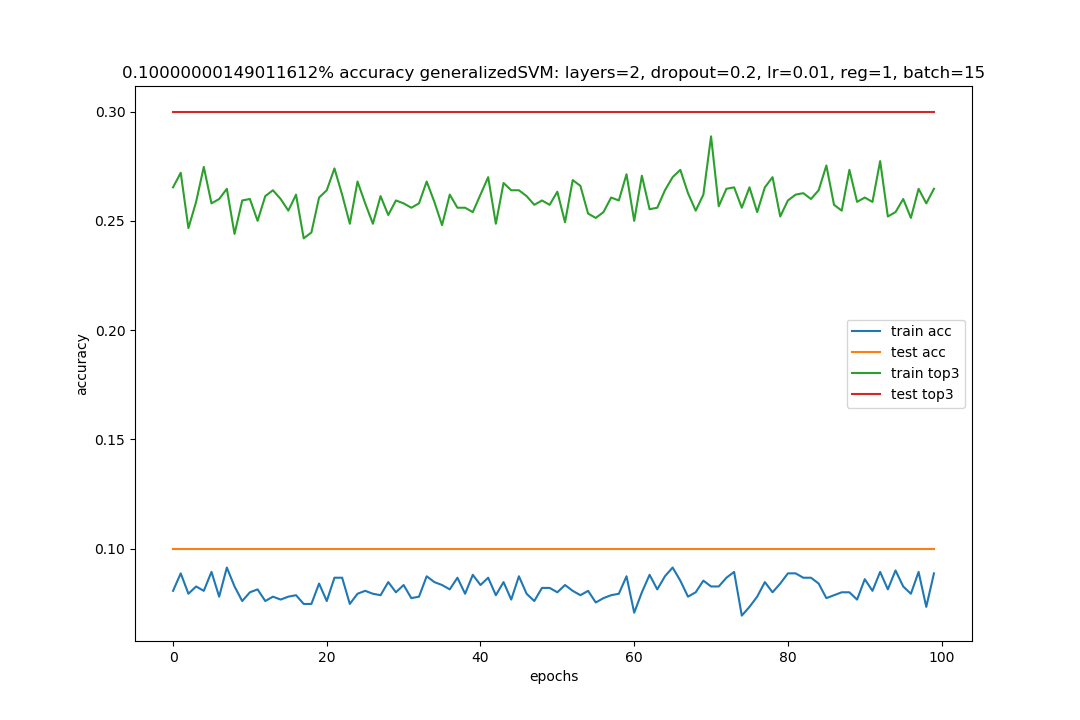 0.10000000149011612% accuracy generalizedSVM: layers=2, dropout=0.2, lr=0.01, reg=1, batch=15
0.30
0.25
0.20
0.15
0.10
accuracy
train acc
test acc
train top3
test top3
0
20
40
60
80
100
epochs